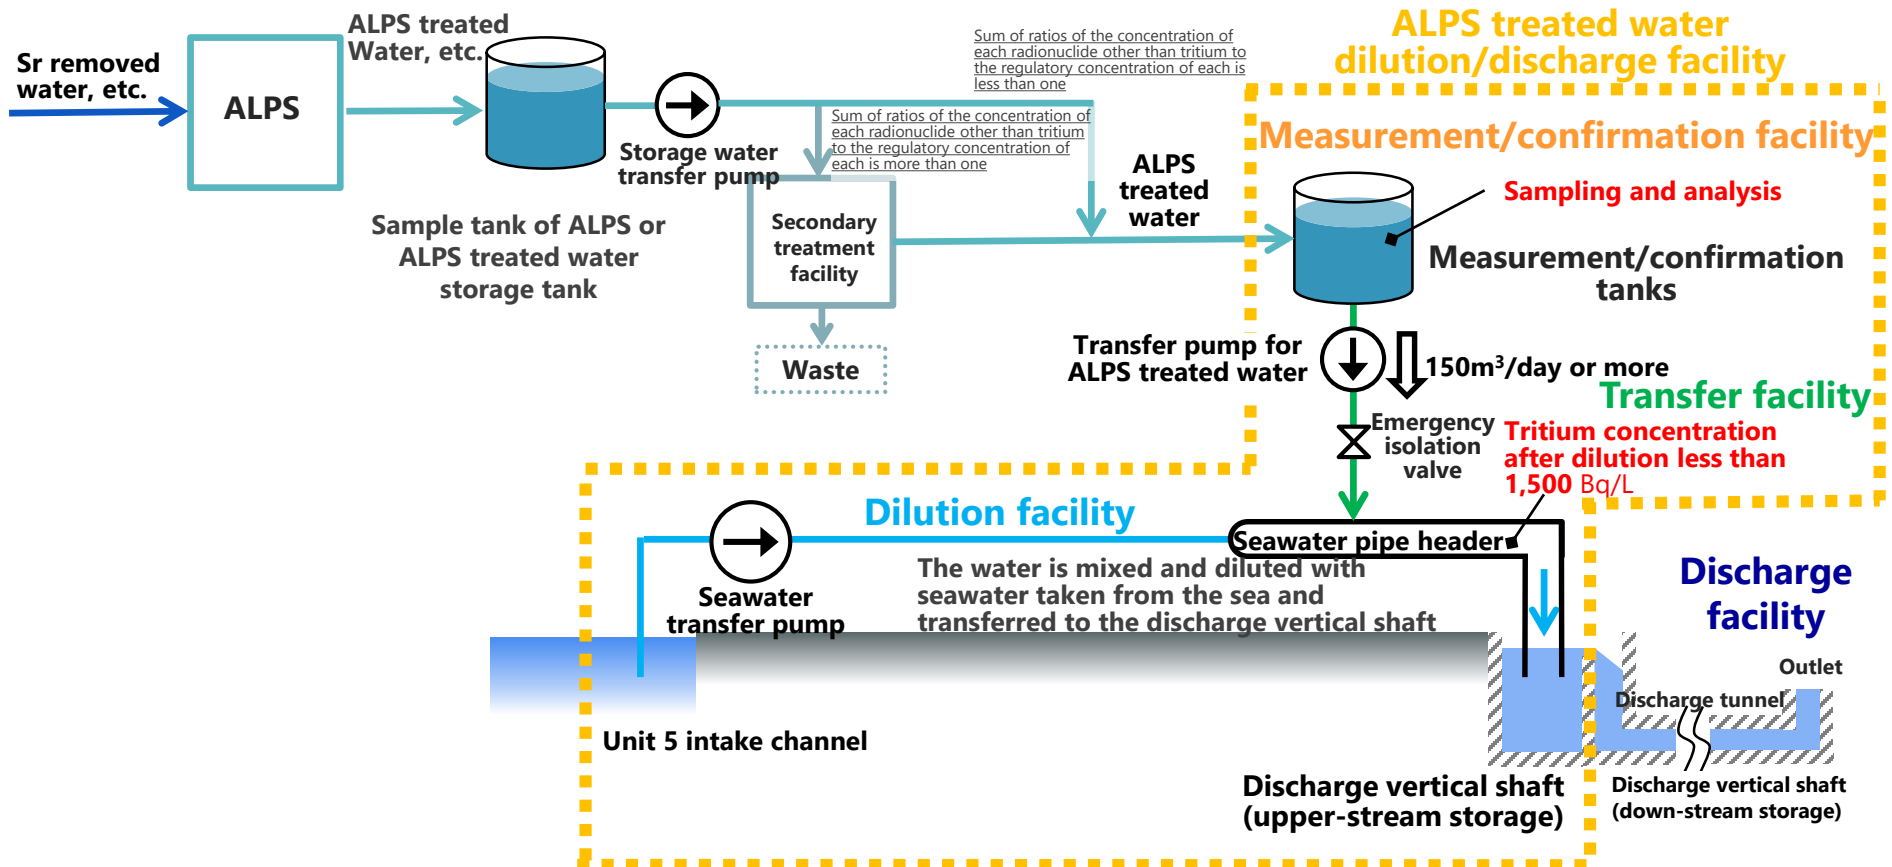 ALPS treated water
dilution/discharge facility
ALPS treated
Water, etc.
Sum of ratios of the concentration of
each radionuclide other than tritium to
the regulatory concentration of each is
less than one
Sr removed
water, etc.
ALPS
Sum of ratios of the concentration of
each radionuclide other than tritium
to the regulatory concentration of
each is more than one
Storage water
transfer pump
Measurement/confirmation facility
ALPS
treated
water
Sampling and analysis
Sample tank of ALPS or
ALPS treated water
storage tank
Secondary
treatment
facility
Measurement/confirmation
tanks
Waste
Transfer pump for
ALPS treated water
150m³/day or more
Transfer facility
Emergency
isolation
valve
Tritium concentration
after dilution less than
1,500 Bq/L
Dilution facility
Seawater pipe header
Seawater
transfer pump
The water is mixed and diluted with
seawater taken from the sea and
transferred to the discharge vertical shaft
Discharge
facility
Outlet
Discharge tunnel
Unit 5 intake channel
Discharge vertical shaft
(upper-stream storage)
Discharge vertical shaft
(down-stream storage)